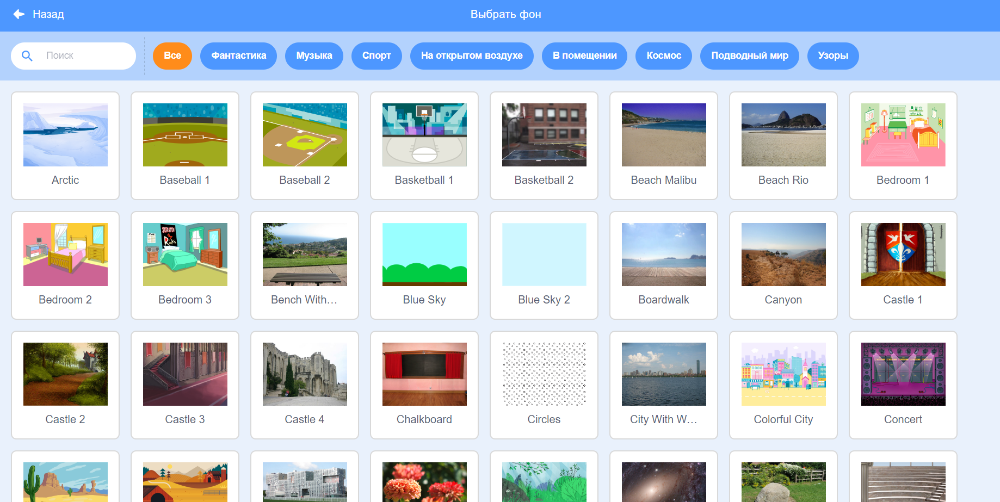 Назад
Выбрать фон
Поиск
Все
Фантастика
Музыка
Спорт
На открытом воздухе
В помещении
Космос
Подводный мир
Узоры
Arctic
Baseball 1
Baseball 2
Basketball 1
Basketball 2
Beach Malibu
Beach Rio
Bedroom 1
SCRATCH
Rocks
Bedroom 2
Bedroom 3
Bench With...
Blue Sky
Blue Sky 2
Boardwalk
Canyon
Castle 1
Castle 2
Castle 3
Castle 4
Chalkboard
Circles
City With W...
Colorful City
Concert